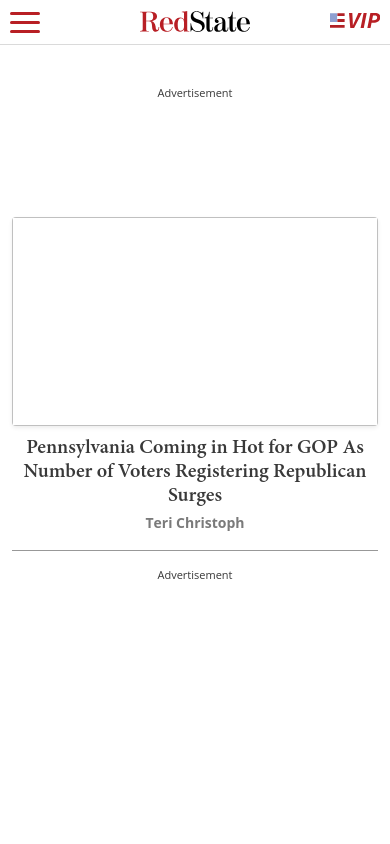 RedState
VIP
Advertisement
Pennsylvania Coming in Hot for GOP As
Number of Voters Registering Republican
Surges
Teri Christoph
Advertisement